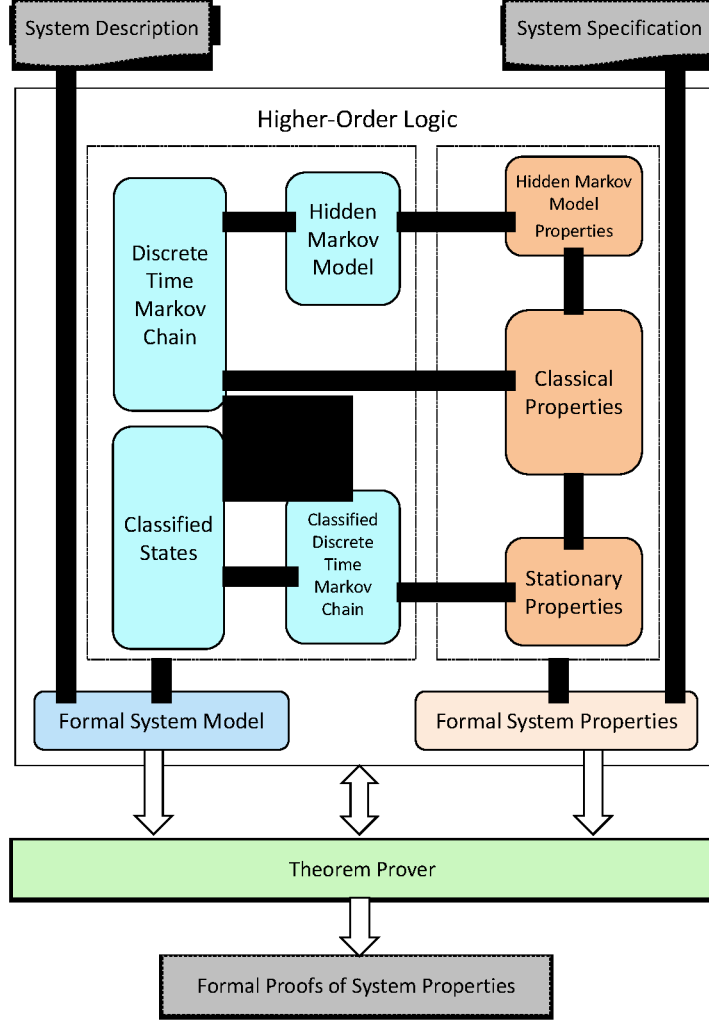 System Description
System Specification
Higher-Order Logic
Discrete
Time
Markov
Chain
Hidden
Markov
Model
Hidden Markov
Model
Properties
Classical
Properties
Classified
States
Classified
Discrete
Time
Markov
Chain
Stationary
Properties
Formal System Model
Formal System Properties
Theorem Prover
Formal Proofs of System Properties